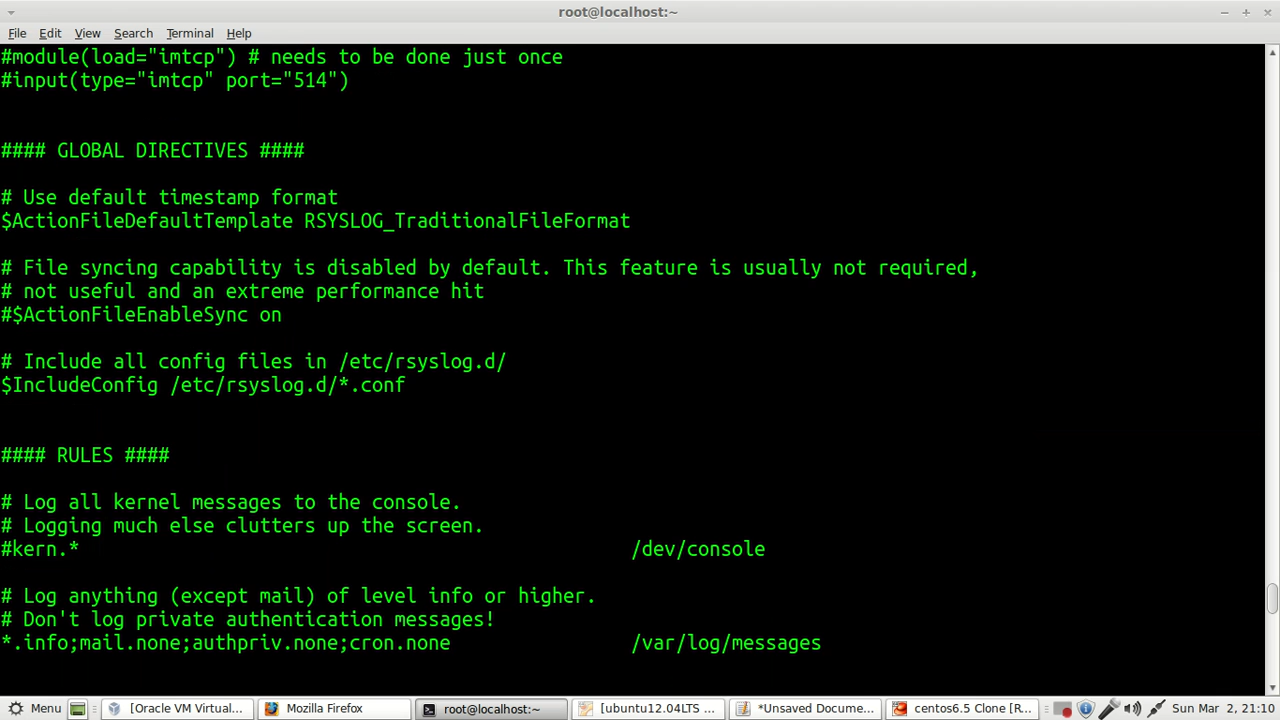 root@localhost:~
File Edit View Search Terminal Help
#module(load="imtcp") # needs to be done just once
#input(type="imtcp" port="514")
#### GLOBAL DIRECTIVES ####
# Use default timestamp format
$ActionFileDefaultTemplate RSYSLOG_TraditionalFileFormat
# File syncing capability is disabled by default. This feature is usually not required,
# not useful and an extreme performance hit
#$ActionFileEnableSync on
# Include all config files in /etc/rsyslog.d/
$IncludeConfig /etc/rsyslog.d/*.conf
#### RULES ####
# Log all kernel messages to the console.
# Logging much else clutters up the screen.
#kern.* /dev/console
# Log anything (except mail) of level info or higher.
# Don't log private authentication messages!
*.info;mail.none;authpriv.none;cron.none /var/log/messages
Menu [Oracle VM Virtual... Mozilla Firefox root@localhost:~ [ubuntu12.04LTS ... *Unsaved Docume... centos6.5 Clone [R... Sun Mar 2, 21:10